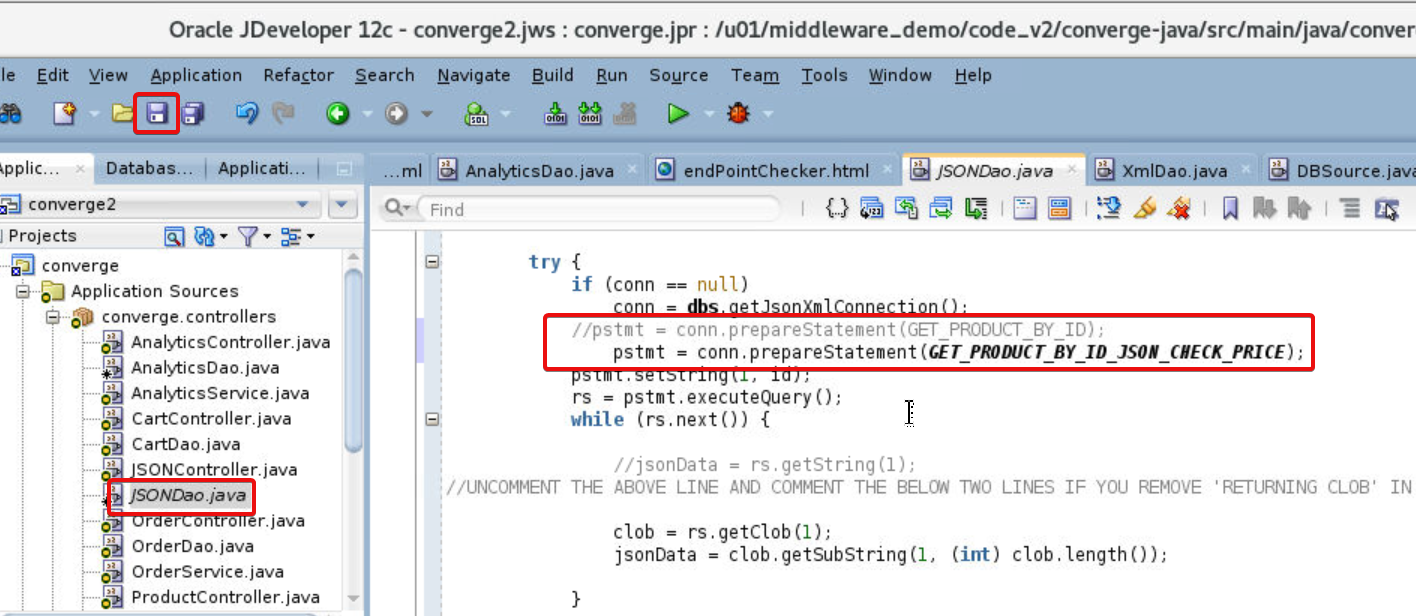 Oracle JDeveloper 12c - converge2.jws : converge.jpr : /u01/middleware_demo/code_v2/converge-java/src/main/java/conver
le Edit View Application Refactor Search Navigate Build Run Source Team Tools Window Help
Applic... Databas... Applicati... ...ml AnalyticsDao.java endPointChecker.html JSONDao.java XmlDao.java DBSource.java
converge2
Find
Projects
converge
Application Sources
converge.controllers
AnalyticsController.java
AnalyticsDao.java
AnalyticsService.java
CartController.java
CartDao.java
JSONController.java
JSONDao.java
OrderController.java
OrderDao.java
OrderService.java
ProductController.java
try {
if (conn == null)
conn = dbs.getJsonXmlConnection();
//pstmt = conn.prepareStatement(GET_PRODUCT_BY_ID);
pstmt = conn.prepareStatement(GET_PRODUCT_BY_ID_JSON_CHECK_PRICE);
pstmt.setString(1, id);
rs = pstmt.executeQuery();
while (rs.next()) {
//jsonData = rs.getString(1);
//UNCOMMENT THE ABOVE LINE AND COMMENT THE BELOW TWO LINES IF YOU REMOVE 'RETURNING CLOB' IN
clob = rs.getClob(1);
jsonData = clob.getSubString(1, (int) clob.length());
}